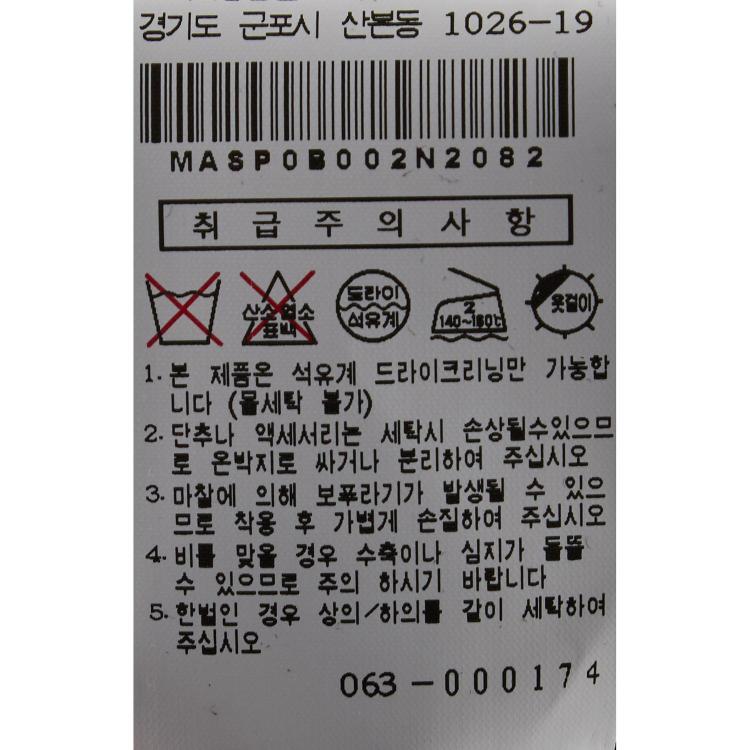 경기도 군포시 산본동 1026-19
MASP0B002N2082
취급주의사항
산소염소
표백
드라이
석유계
2
140~160℃
옷걸이
1. 본 제품은 석유계 드라이크리닝만 가능합
니다 (물세탁 불가)
2. 단추나 액세서리는 세탁시 손상될수있으므
로 은박지로 싸거나 분리하여 주십시오
3. 마찰에 의해 보푸라기가 발생될 수 있으
므로 착용 후 가볍게 손질하여 주십시오
4. 비를 맞을 경우 수축이나 심지가 들뜰
수 있으므로 주의 하시기 바랍니다
5. 한벌인 경우 상의/하의를 같이 세탁하여
주십시오
063-000174